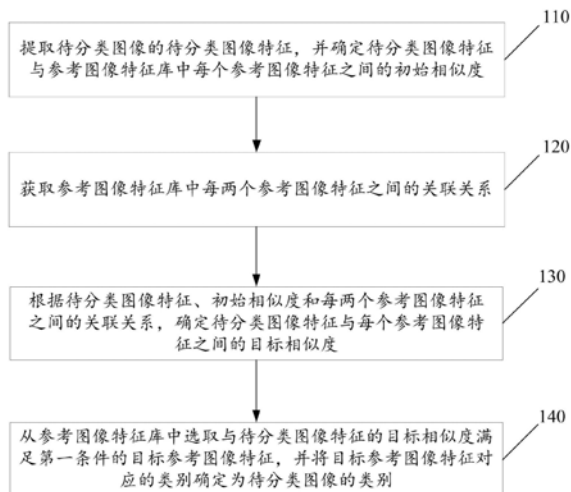 110
提取待分类图像的待分类图像特征，并确定待分类图像特征
与参考图像特征库中每个参考图像特征之间的初始相似度
120
获取参考图像特征库中每两个参考图像特征之间的关联关系
130
根据待分类图像特征、初始相似度和每两个参考图像特征
之间的关联关系，确定待分类图像特征与每个参考图像特
征之间的目标相似度
140
从参考图像特征库中选取与待分类图像特征的目标相似度满
足第一条件的目标参考图像特征，并将目标参考图像特征对
应的类别确定为待分类图像的类别